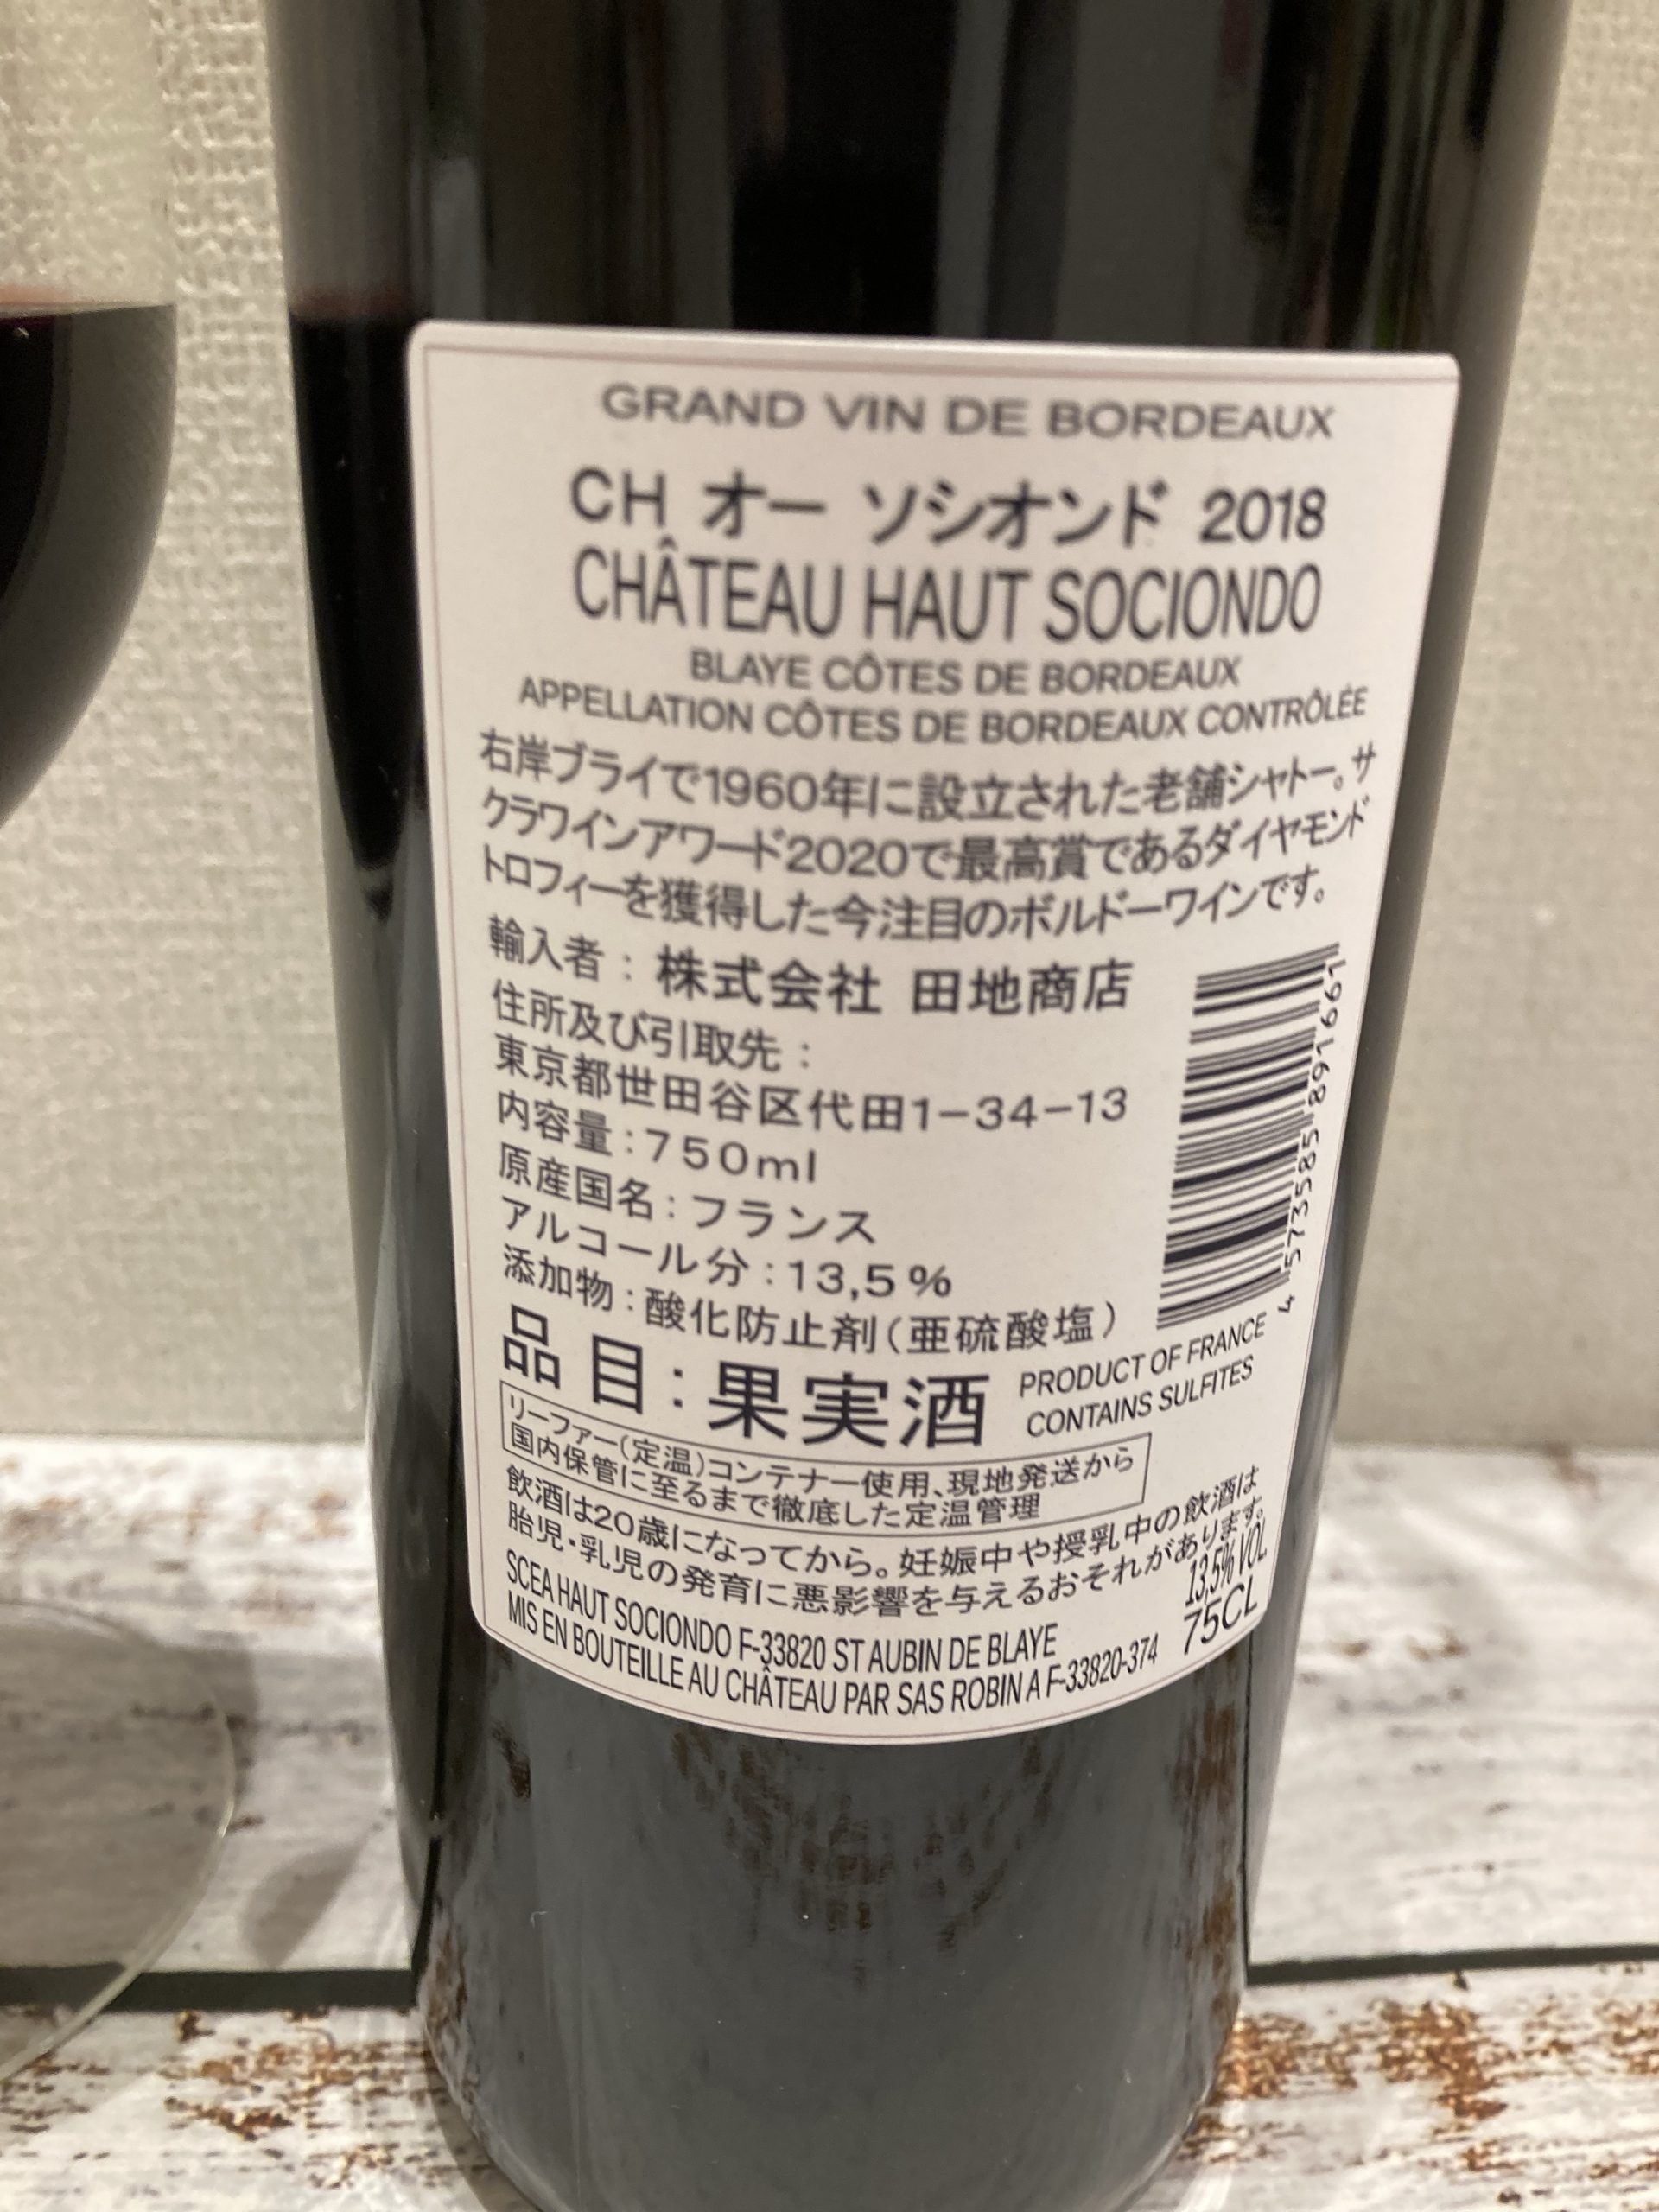 GRAND VIN DE BORDEAUX
CH オー ソシオンド 2018
CHÂTEAU HAUT SOCIONDO
BLAYE CÔTES DE BORDEAUX
APPELLATION CÔTES DE BORDEAUX CONTRÔLÉE
右岸ブライで1960年に設立された老舗シャトー。サ
クラワインアワード2020で最高賞であるダイヤモンド
トロフィーを獲得した今注目のボルドーワインです。
輸入者：株式会社 田地商店
住所及び引取先：
東京都世田谷区代田1-34-13
内容量：750ml
原産国名：フランス
アルコール分：13,5%
添加物：酸化防止剤(亜硫酸塩)
4 573585 891661
品目：果実酒
PRODUCT OF FRANCE
CONTAINS SULFITES
リーファー(定温)コンテナー使用、現地発送から
国内保管に至るまで徹底した定温管理
飲酒は20歳になってから。妊娠中や授乳中の飲酒は
胎児・乳児の発育に悪影響を与えるおそれがあります。
13,5% VOL
75CL
SCEA HAUT SOCIONDO F-33820 ST AUBIN DE BLAYE
MIS EN BOUTEILLE AU CHÂTEAU PAR SAS ROBIN A F-33820-374